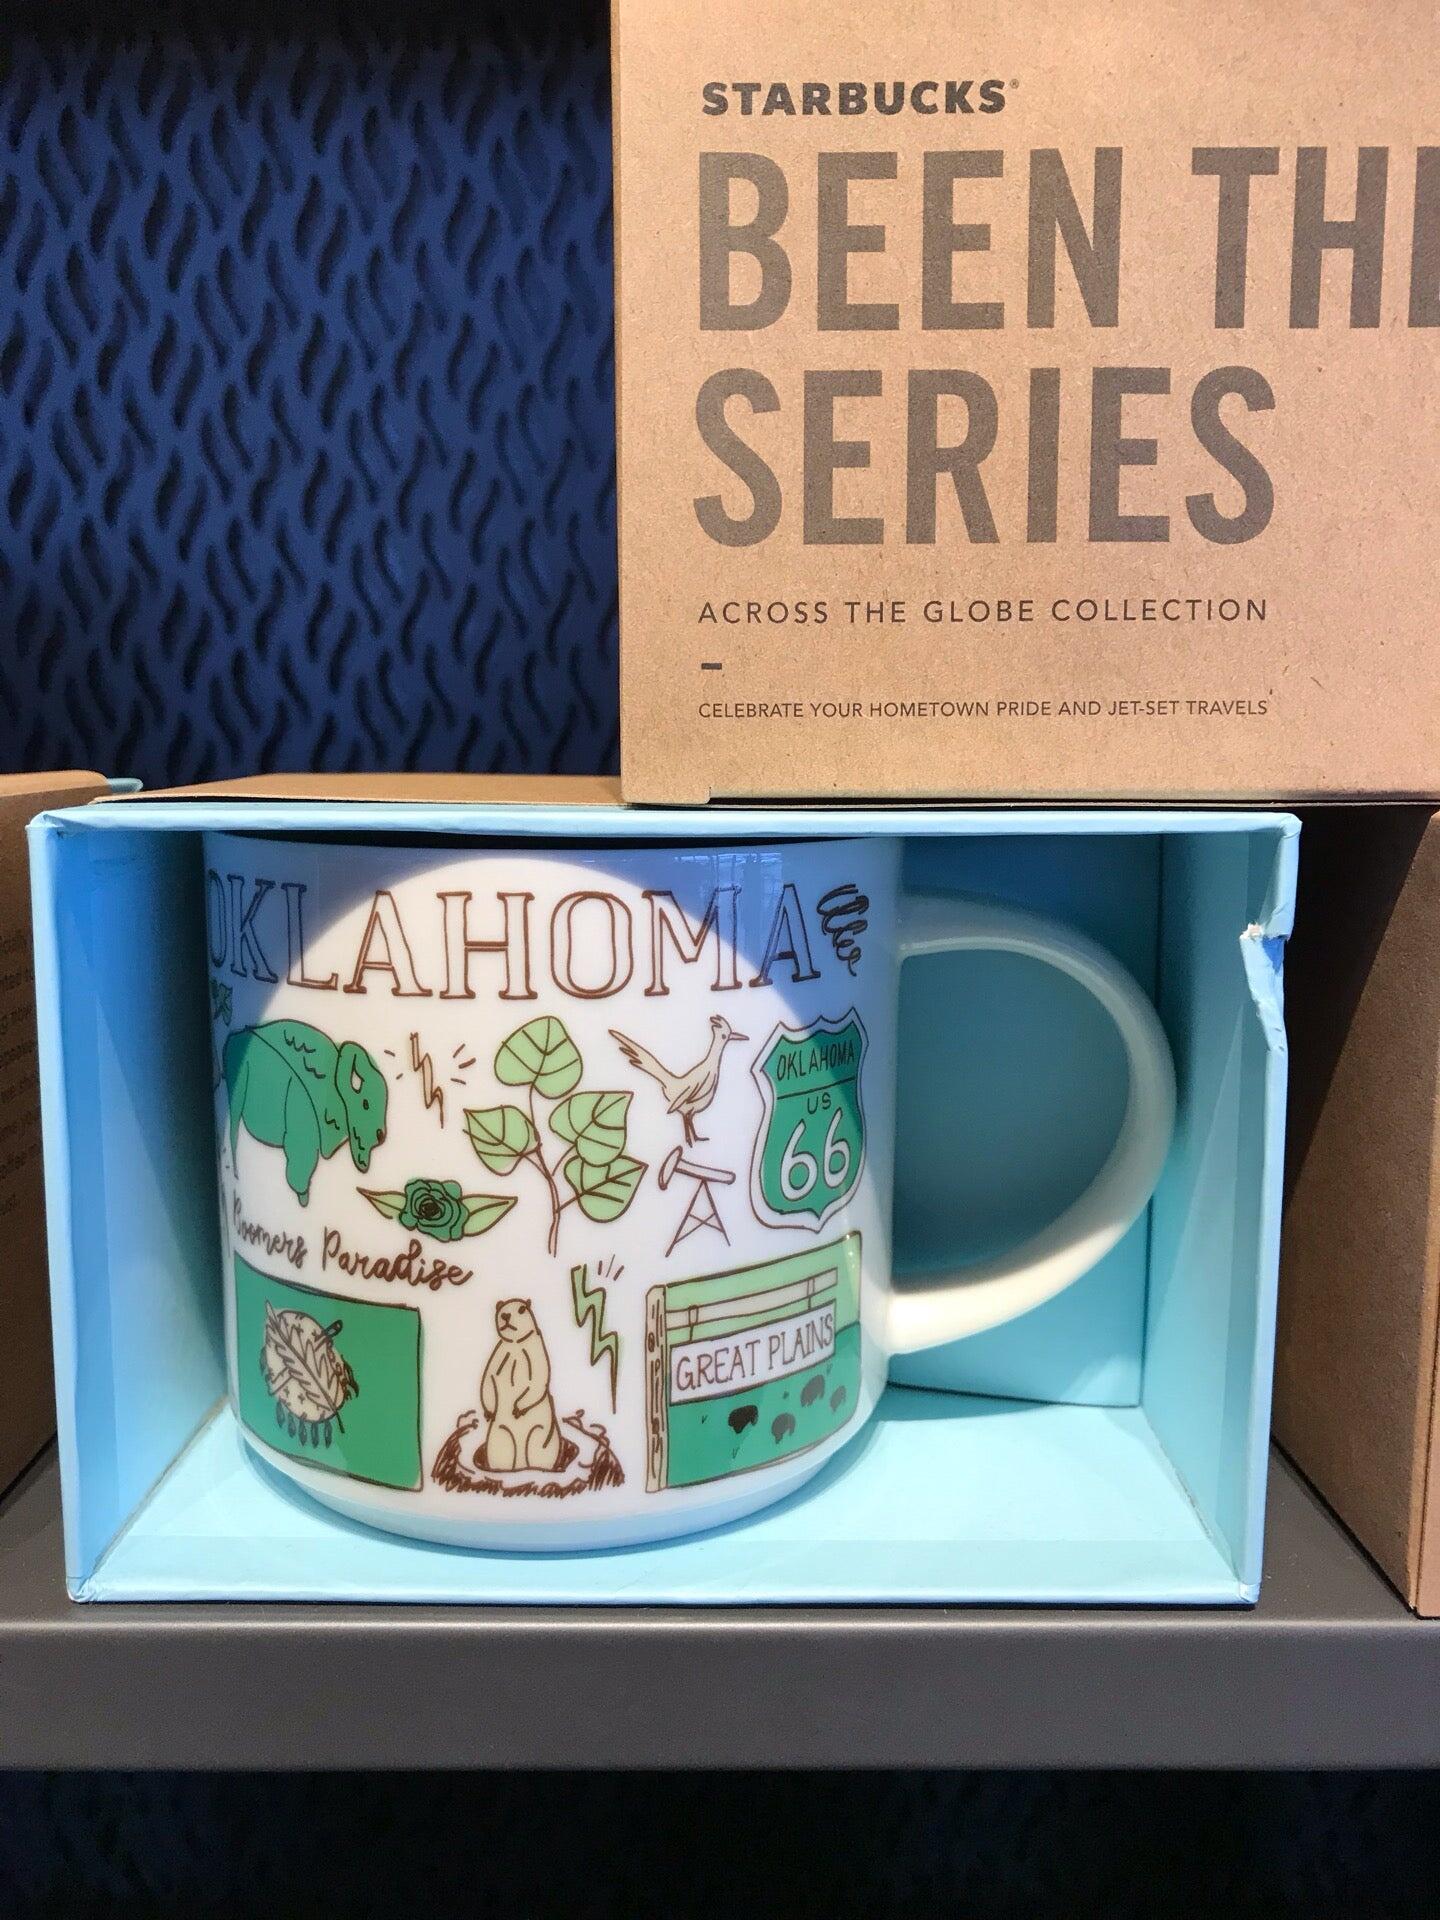 STARBUCKS®
BEEN THE
SERIES
ACROSS THE GLOBE COLLECTION
CELEBRATE YOUR HOMETOWN PRIDE AND JET-SET TRAVELS
OKLAHOMA
OKLAHOMA
US
66
Boomers Paradise
GREAT PLAINS